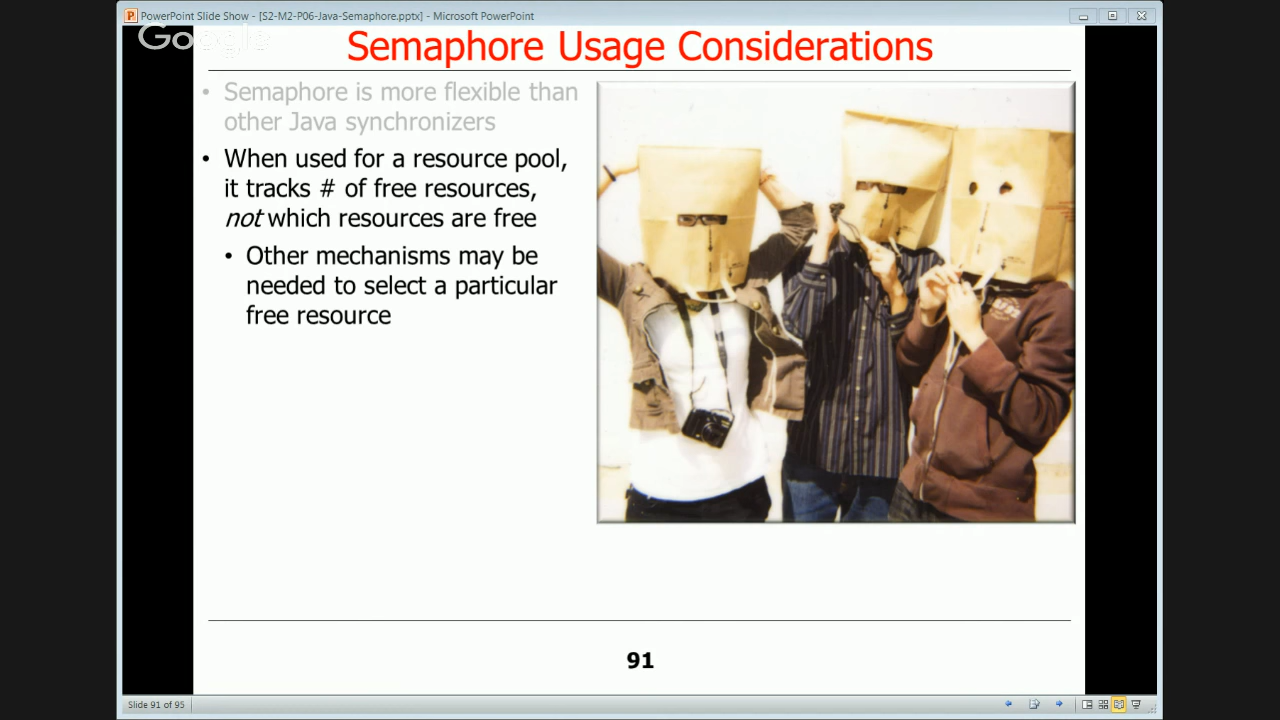 PowerPoint Slide Show - [S2-M2-P06-Java-Semaphore.pptx] - Microsoft PowerPoint
Google
Semaphore Usage Considerations
• Semaphore is more flexible than
other Java synchronizers
• When used for a resource pool,
it tracks # of free resources,
not which resources are free
• Other mechanisms may be
needed to select a particular
free resource
91
Slide 91 of 95